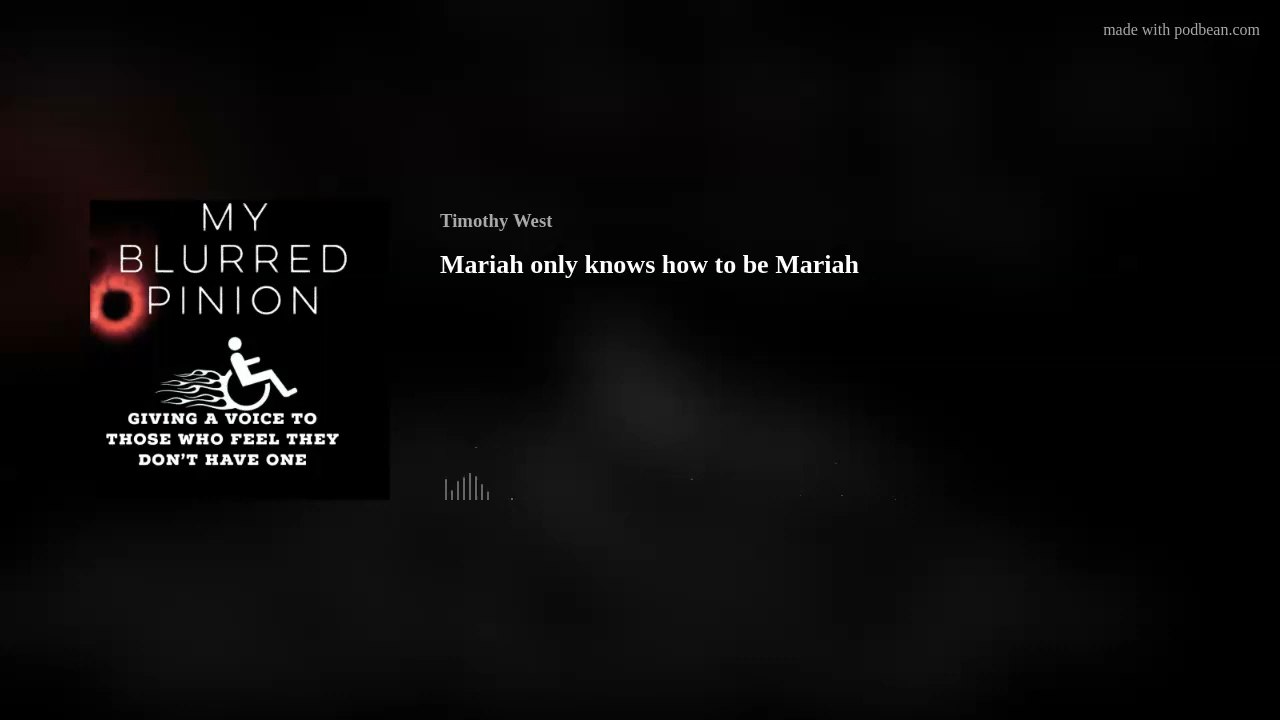 made with podbean.com
MY
BLURRED
OPINION
GIVING A VOICE TO
THOSE WHO FEEL THEY
DON'T HAVE ONE
Timothy West
Mariah only knows how to be Mariah